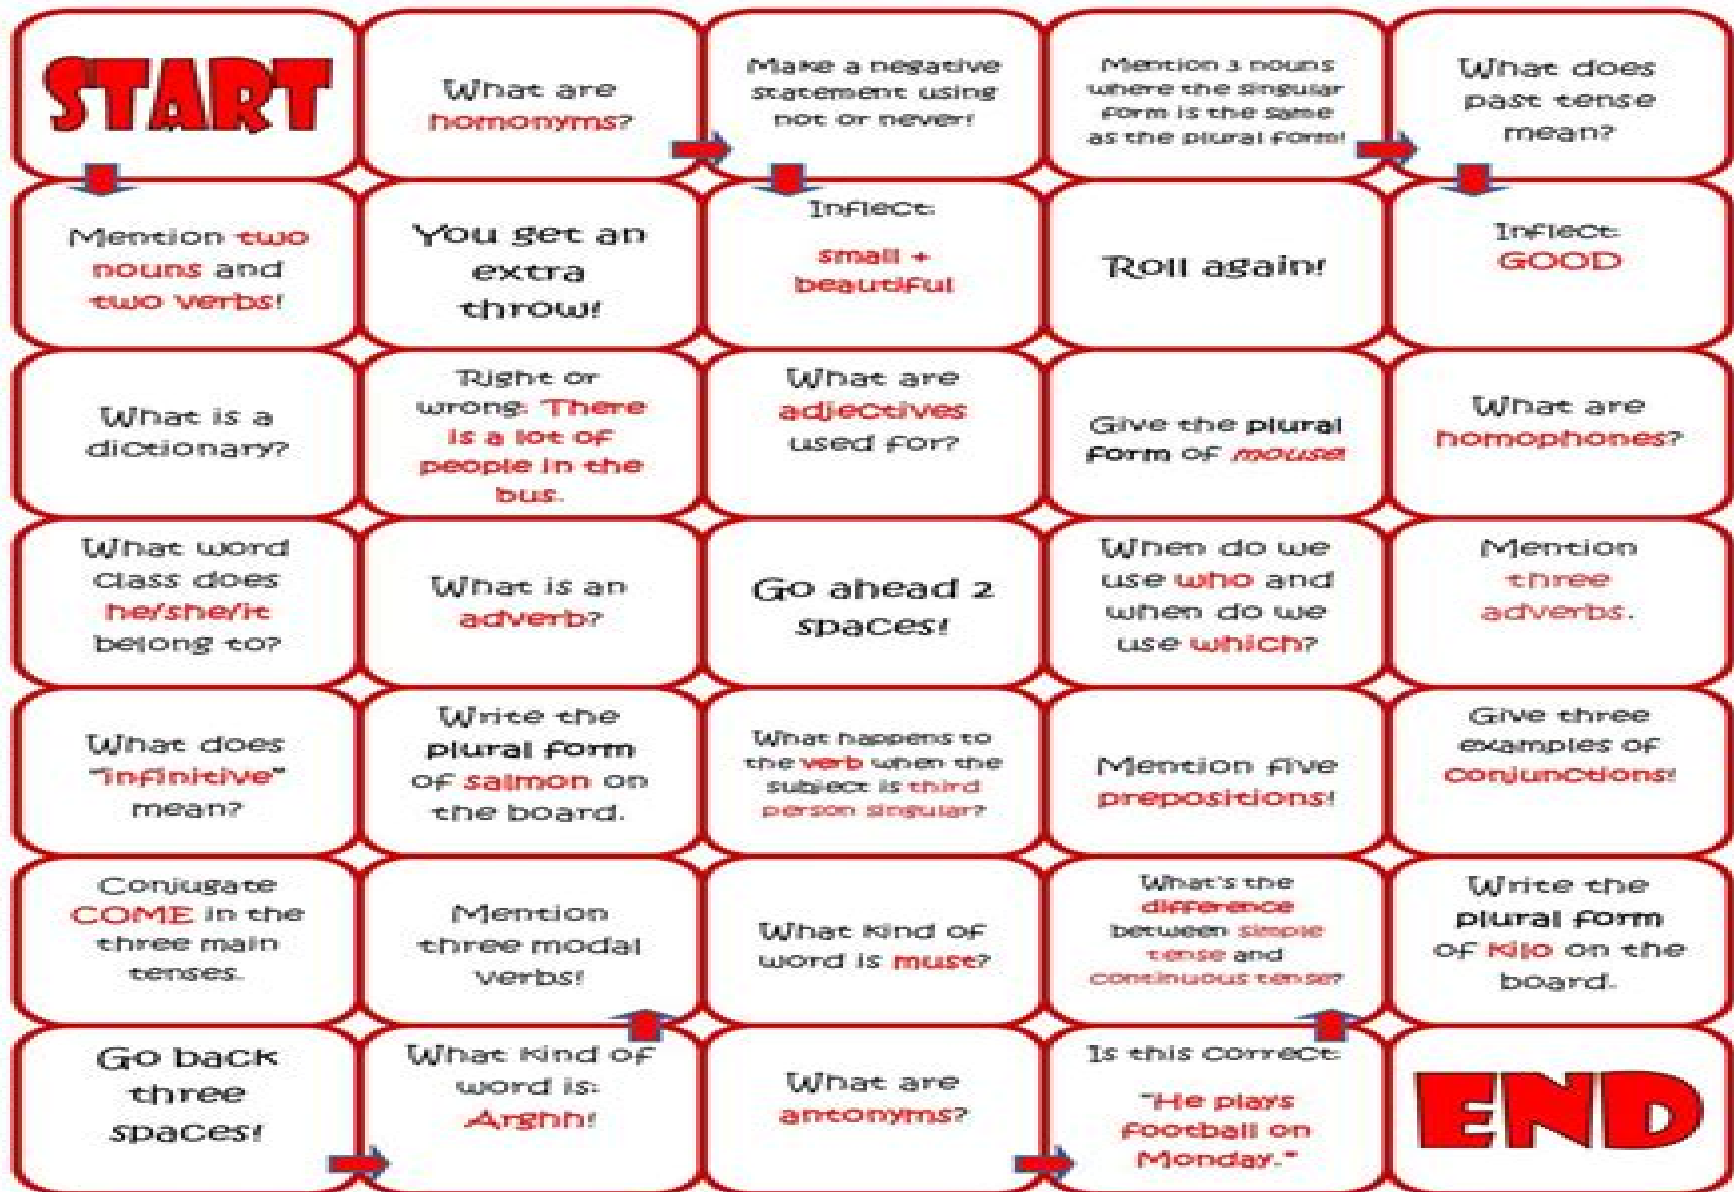 START
What are
homonyms?
Make a negative
statement using
not or never!
Mention 3 nouns
where the singular
form is the same
as the plural form!
What does
past tense
mean?
Mention two
nouns and
two verbs!
You get an
extra
throw!
Inflect:
small +
beautiful
Roll again!
Inflect:
GOOD
What is a
dictionary?
Right or
wrong: There
is a lot of
people in the
bus.
What are
adjectives
used for?
Give the plural
form of mouse
What are
homophones?
What word
class does
he/she/it
belong to?
What is an
adverb?
Go ahead 2
spaces!
When do we
use who and
when do we
use which?
Mention
three
adverbs.
What does
"infinitive"
mean?
Write the
plural form
of salmon on
the board.
What happens to
the verb when the
subject is third
person singular?
Mention five
prepositions!
Give three
examples of
conjunctions!
Conjugate
COME in the
three main
tenses.
Mention
three modal
verbs!
What kind of
word is must?
What's the
difference
between simple
tense and
continuous tense?
Write the
plural form
of kilo on the
board.
Go back
three
spaces!
What kind of
word is:
Arghh!
What are
antonyms?
Is this correct:
"He plays
football on
Monday."
END